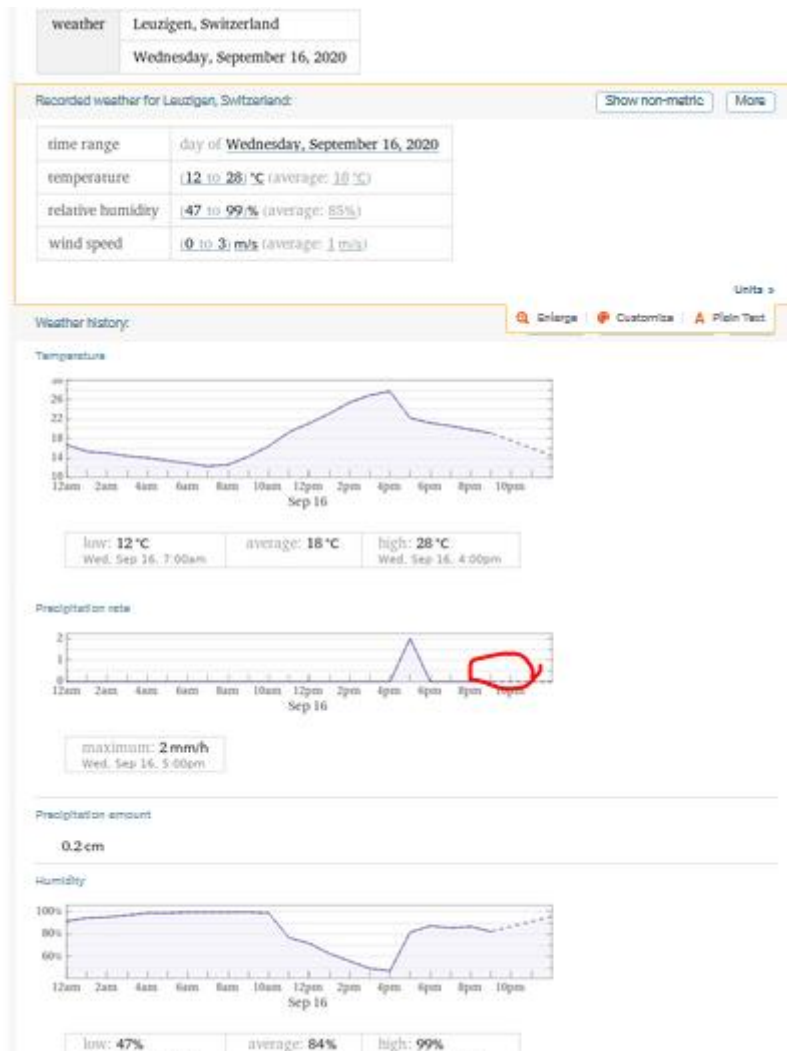 weather
Leuzigen, Switzerland
Wednesday, September 16, 2020
Recorded weather for Leuzigen, Switzerland:
Show non-metric
More
time range day of Wednesday, September 16, 2020
temperature (12 to 28) °C (average: 18 °C)
relative humidity (47 to 99)% (average: 85%)
wind speed (0 to 3) m/s (average: 1 m/s)
Units »
Weather history:
Enlarge
Customize
A Plain Text
Temperature
26
22
18
14
10
12am 2am 4am 6am 8am 10am 12pm 2pm 4pm 6pm 8pm 10pm
Sep 16
low: 12 °C average: 18 °C high: 28 °C
Wed, Sep 16, 7:00am Wed, Sep 16, 4:00pm
Precipitation rate
2
1
0
12am 2am 4am 6am 8am 10am 12pm 2pm 4pm 6pm 8pm 10pm
Sep 16
maximum: 2 mm/h
Wed, Sep 16, 5:00pm
Precipitation amount
0.2 cm
Humidity
100%
80%
60%
12am 2am 4am 6am 8am 10am 12pm 2pm 4pm 6pm 8pm 10pm
Sep 16
low: 47% average: 84% high: 99%